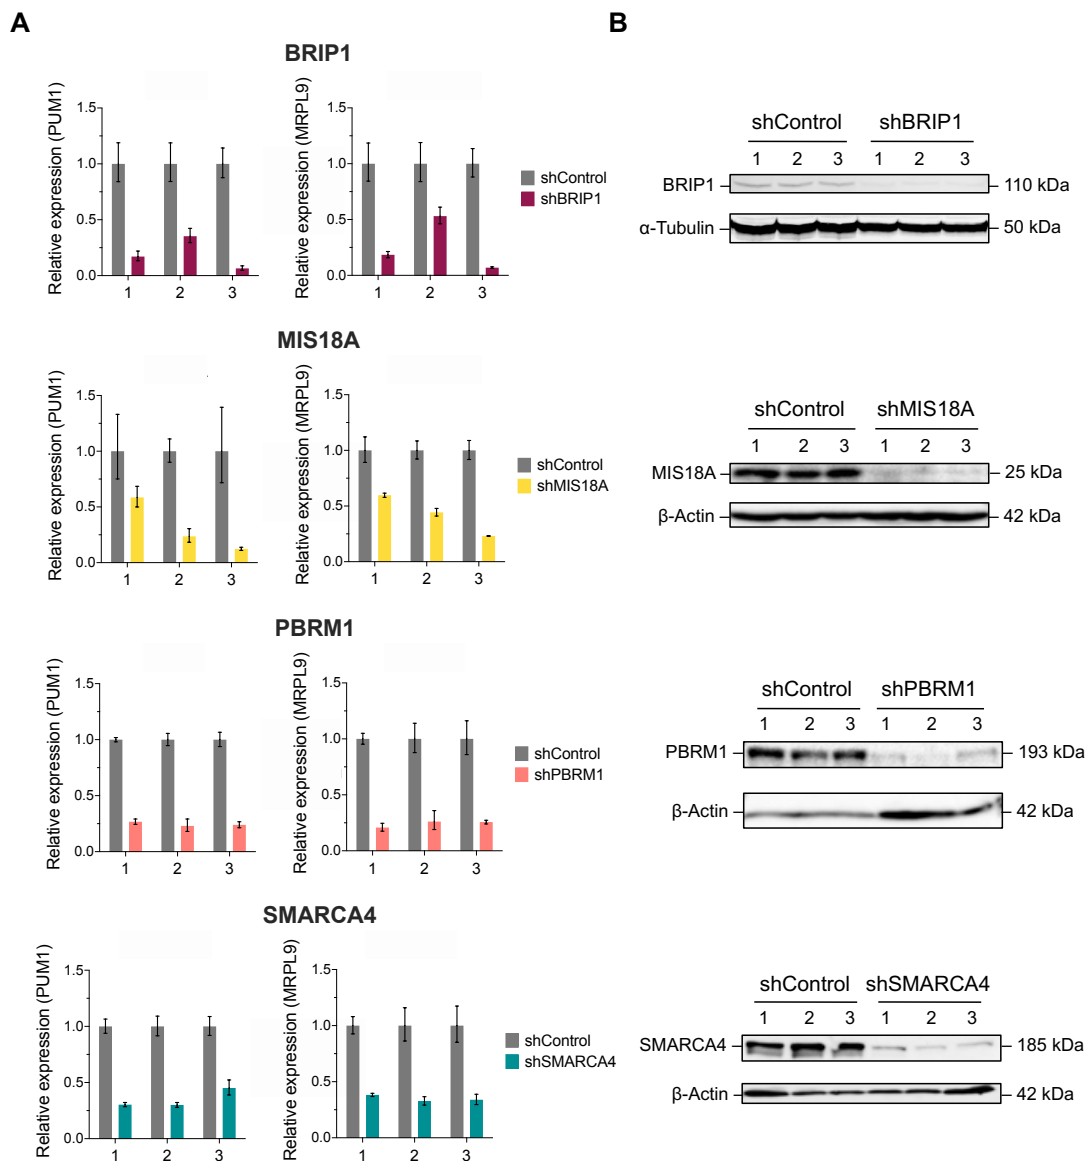 A
B
BRIP1
Relative expression (PUM1)
1.5
1.0
0.5
0.0
1 2 3
Relative expression (MRPL9)
1.5
1.0
0.5
0.0
1 2 3
shControl
shBRIP1
shControl shBRIP1
1 2 3 1 2 3
BRIP1 110 kDa
α-Tubulin 50 kDa
MIS18A
Relative expression (PUM1)
1.5
1.0
0.5
0.0
1 2 3
Relative expression (MRPL9)
1.5
1.0
0.5
0.0
1 2 3
shControl
shMIS18A
shControl shMIS18A
1 2 3 1 2 3
MIS18A 25 kDa
β-Actin 42 kDa
PBRM1
Relative expression (PUM1)
1.5
1.0
0.5
0.0
1 2 3
Relative expression (MRPL9)
1.5
1.0
0.5
0.0
1 2 3
shControl
shPBRM1
shControl shPBRM1
1 2 3 1 2 3
PBRM1 193 kDa
β-Actin 42 kDa
SMARCA4
Relative expression (PUM1)
1.5
1.0
0.5
0.0
1 2 3
Relative expression (MRPL9)
1.5
1.0
0.5
0.0
1 2 3
shControl
shSMARCA4
shControl shSMARCA4
1 2 3 1 2 3
SMARCA4 185 kDa
β-Actin 42 kDa